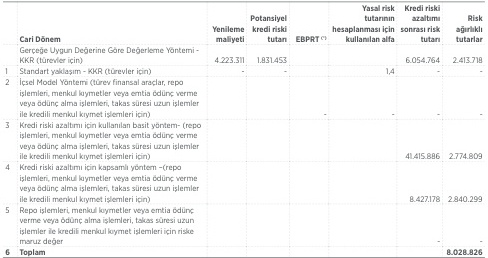 Cari Dönem Yenileme maliyeti Potansiyel kredi riski tutarı EBPRT (*) Yasal risk tutarının hesaplanması için kullanılan alfa Kredi riski azaltımı sonrası risk tutarı Risk ağırlıklı tutarlar
Gerçeğe Uygun Değerine Göre Değerleme Yöntemi -
KKR (türevler için) 4.223.311 1.831.453 6.054.764 2.413.718
1 Standart yaklaşım - KKR (türevler için) - - 1,4 - -
2 İçsel Model Yöntemi (türev finansal araçlar, repo
işlemleri, menkul kıymetler veya emtia ödünç verme
veya ödünç alma işlemleri, takas süresi uzun işlemler
ile kredili menkul kıymet işlemleri için) - - - -
3 Kredi riski azaltımı için kullanılan basit yöntem- (repo
işlemleri, menkul kıymetler veya emtia ödünç verme
veya ödünç alma işlemleri, takas süresi uzun işlemler
ile kredili menkul kıymet işlemleri için) 41.415.886 2.774.809
4 Kredi riski azaltımı için kapsamlı yöntem –(repo
işlemleri, menkul kıymetler veya emtia ödünç verme
veya ödünç alma işlemleri, takas süresi uzun işlemler
ile kredili menkul kıymet işlemleri için) 8.427.178 2.840.299
5 Repo işlemleri, menkul kıymetler veya emtia ödünç
verme veya ödünç alma işlemleri, takas süresi uzun
işlemler ile kredili menkul kıymet işlemleri için riske
maruz değer - -
6 Toplam 8.028.826